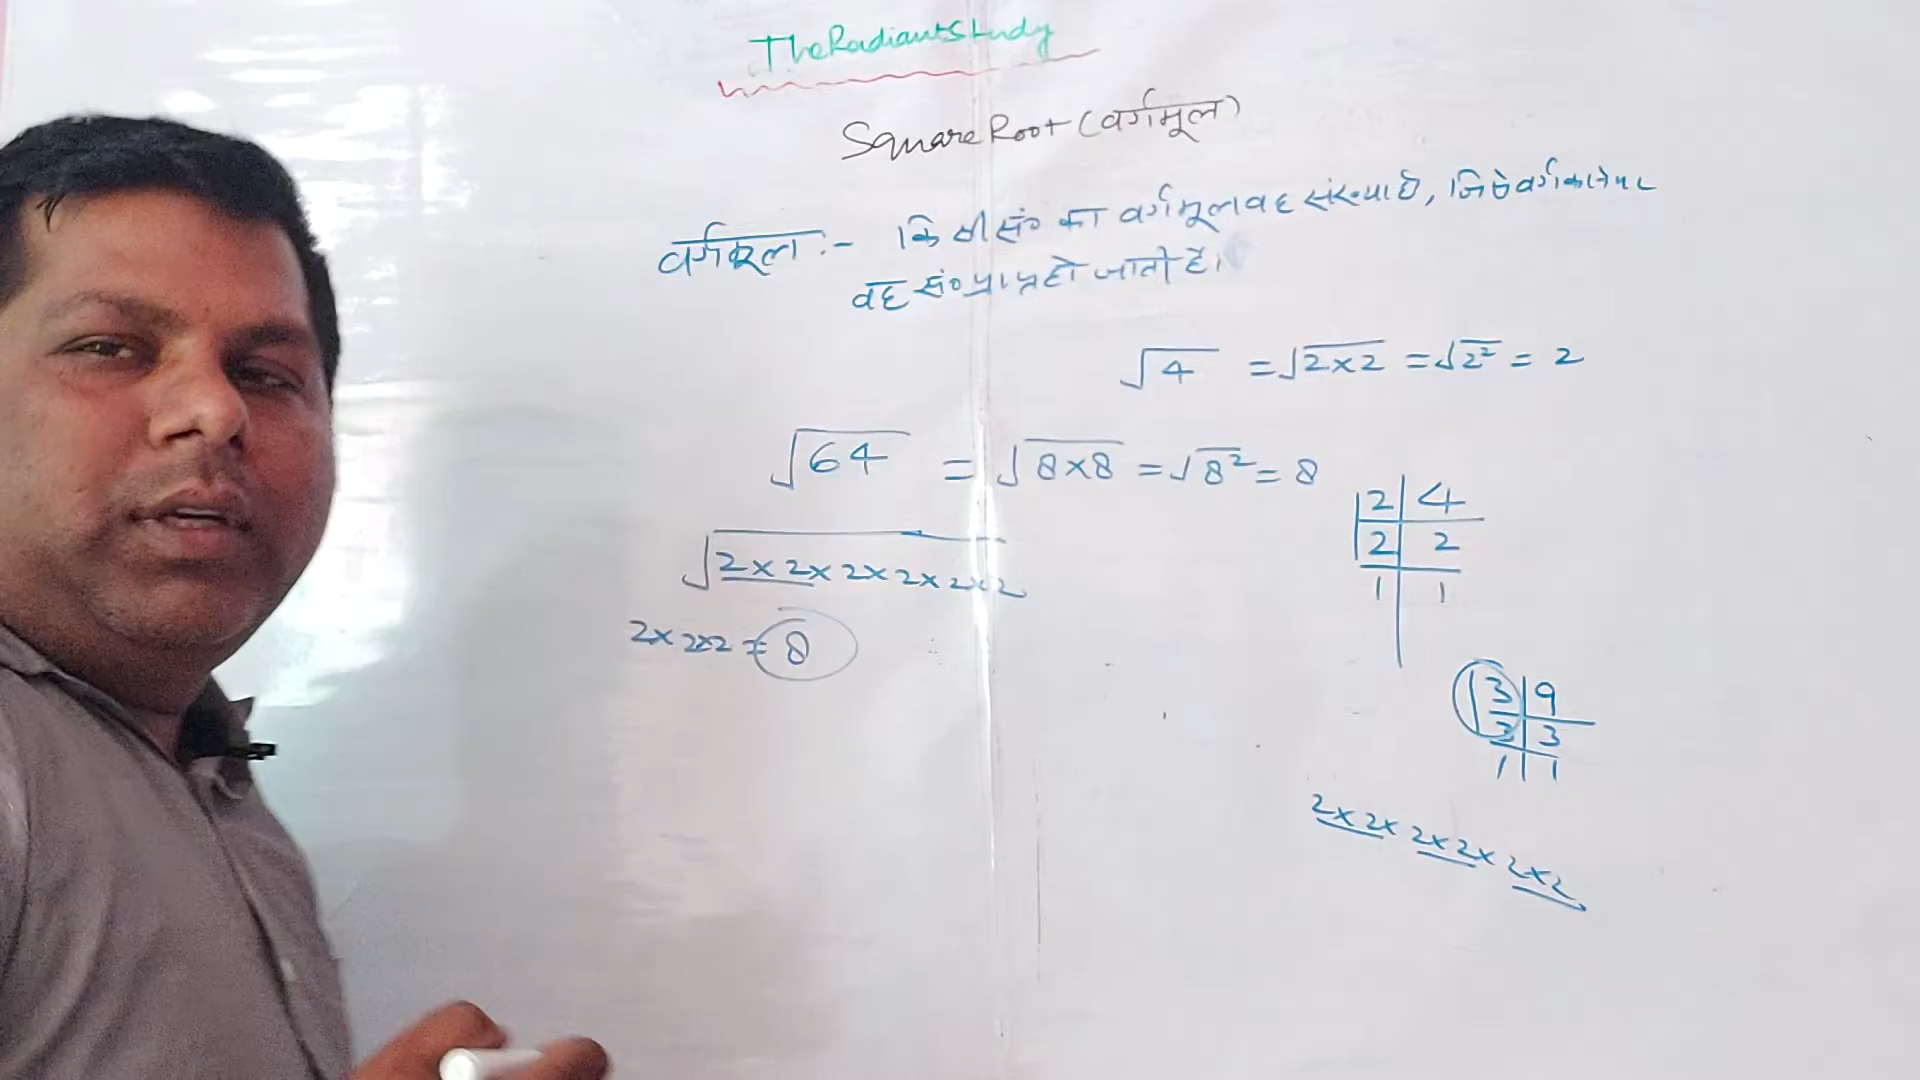 TheRadiantStudy
Square Root (वर्गमूल)
वर्गमूल :- किसी सं० का वर्गमूल वह संख्या है, जिसे वर्ग करने पर
वह सं० प्राप्त हो जाती है।
√4 = √2×2 = √2² = 2
√64 = √8×8 = √8² = 8
√2×2×2×2×2×2
2×2×2 = 8
2 | 4
2 | 2
1 | 1
3 | 9
3 | 3
1 | 1
2×2×2×2×2×2